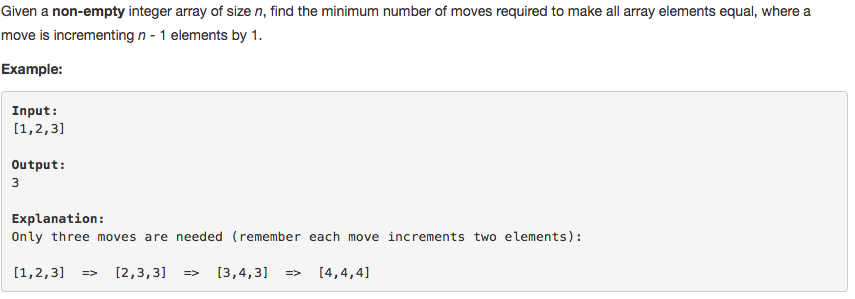 Given a non-empty integer array of size n, find the minimum number of moves required to make all array elements equal, where a
move is incrementing n - 1 elements by 1.
Example:
Input:
[1,2,3]
Output:
3
Explanation:
Only three moves are needed (remember each move increments two elements):
[1,2,3]  =>  [2,3,3]  =>  [3,4,3]  =>  [4,4,4]